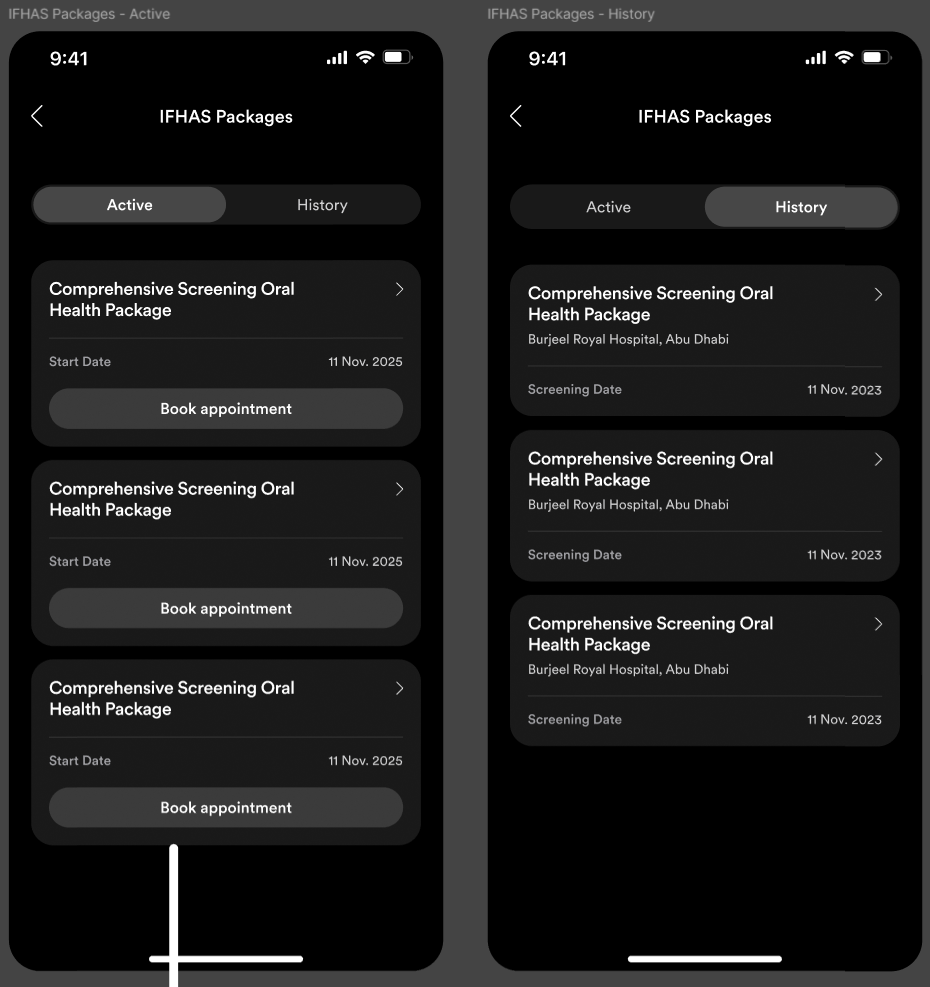 IFHAS Packages - Active
9:41
IFHAS Packages
Active
History
Comprehensive Screening Oral
Health Package
Start Date
11 Nov. 2025
Book appointment
Comprehensive Screening Oral
Health Package
Start Date
11 Nov. 2025
Book appointment
Comprehensive Screening Oral
Health Package
Start Date
11 Nov. 2025
Book appointment
IFHAS Packages - History
9:41
IFHAS Packages
Active
History
Comprehensive Screening Oral
Health Package
Burjeel Royal Hospital, Abu Dhabi
Screening Date
11 Nov. 2023
Comprehensive Screening Oral
Health Package
Burjeel Royal Hospital, Abu Dhabi
Screening Date
11 Nov. 2023
Comprehensive Screening Oral
Health Package
Burjeel Royal Hospital, Abu Dhabi
Screening Date
11 Nov. 2023